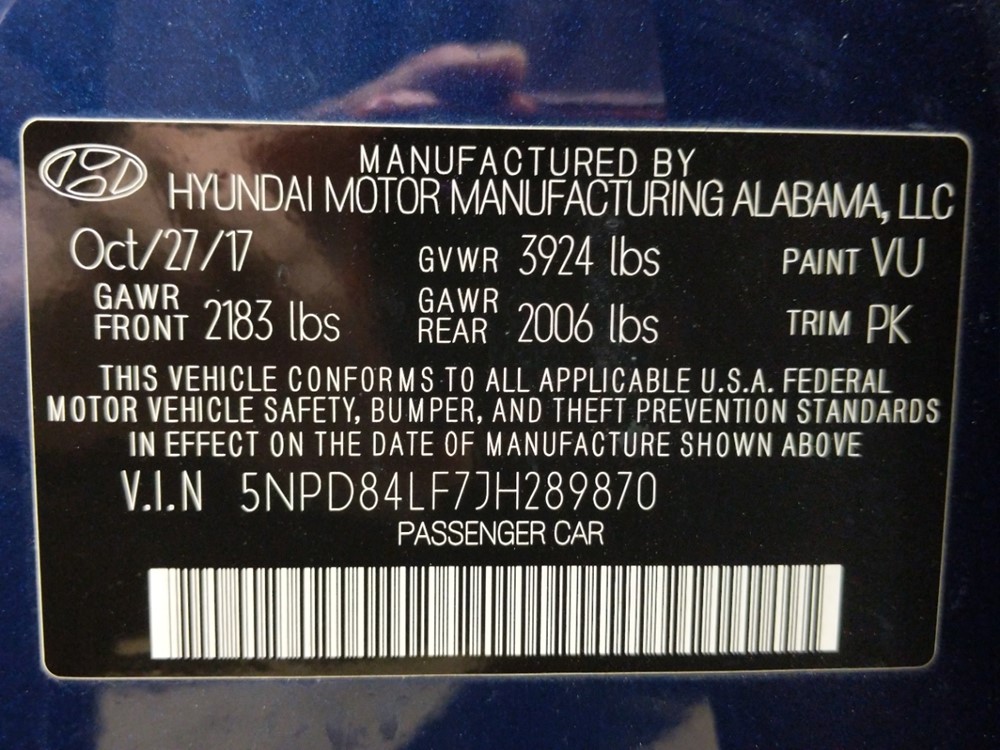 MANUFACTURED BY
HYUNDAI MOTOR MANUFACTURING ALABAMA, LLC
Oct/27/17 GVWR 3924 lbs PAINT VU
GAWR FRONT 2183 lbs GAWR REAR 2006 lbs TRIM PK
THIS VEHICLE CONFORMS TO ALL APPLICABLE U.S.A. FEDERAL
MOTOR VEHICLE SAFETY, BUMPER, AND THEFT PREVENTION STANDARDS
IN EFFECT ON THE DATE OF MANUFACTURE SHOWN ABOVE
V.I.N 5NPD84LF7JH289870
PASSENGER CAR